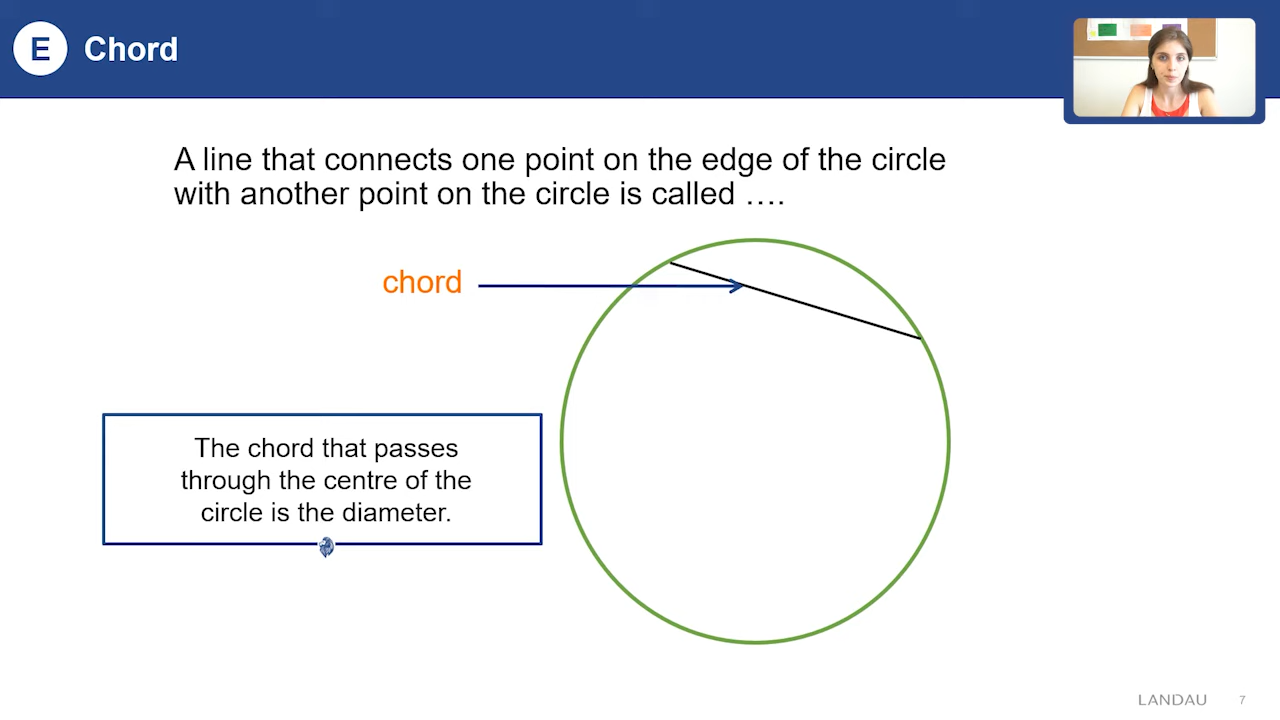 E Chord
A line that connects one point on the edge of the circle
with another point on the circle is called ….
chord
The chord that passes
through the centre of the
circle is the diameter.
LANDAU 7